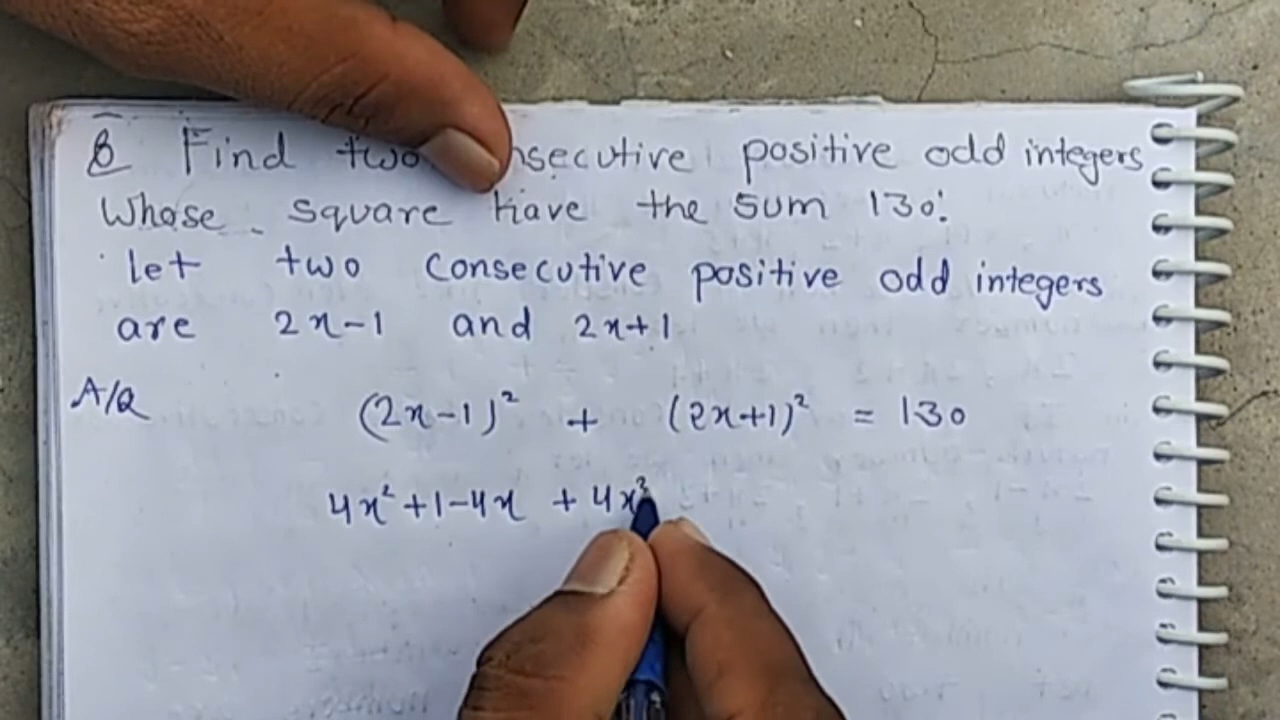 8 Find two nsecutive positive odd integers
Whose square have the sum 130.
let two consecutive positive odd integers
are 2x-1 and 2x+1
A/Q (2x-1)² + (2x+1)² = 130
4x²+1-4x + 4x²